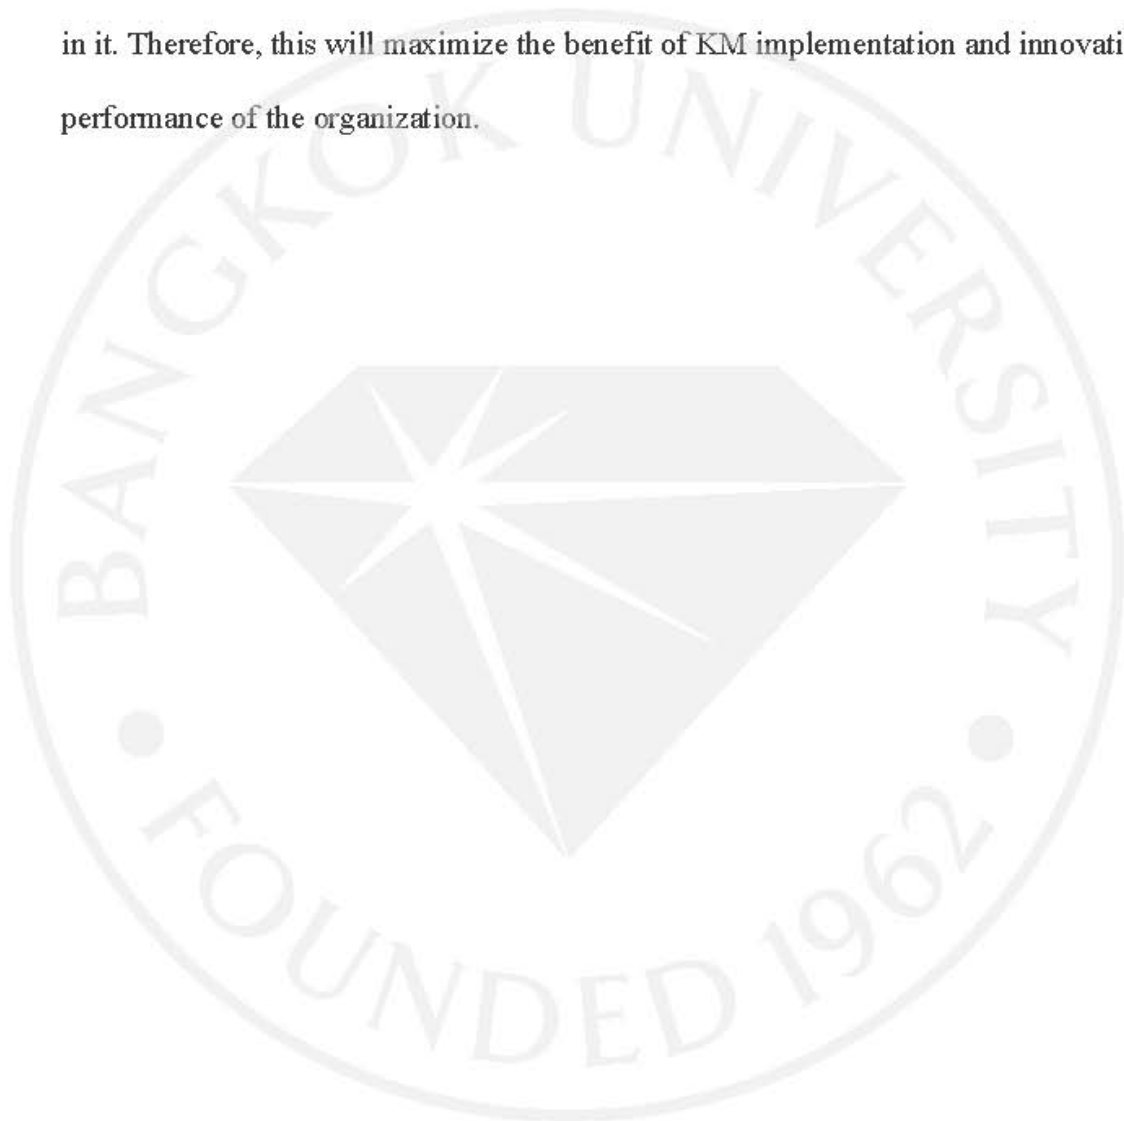 in it. Therefore, this will maximize the benefit of KM implementation and innovati
performance of the organization.
BANGKOK UNIVERSITY
FOUNDED 1962